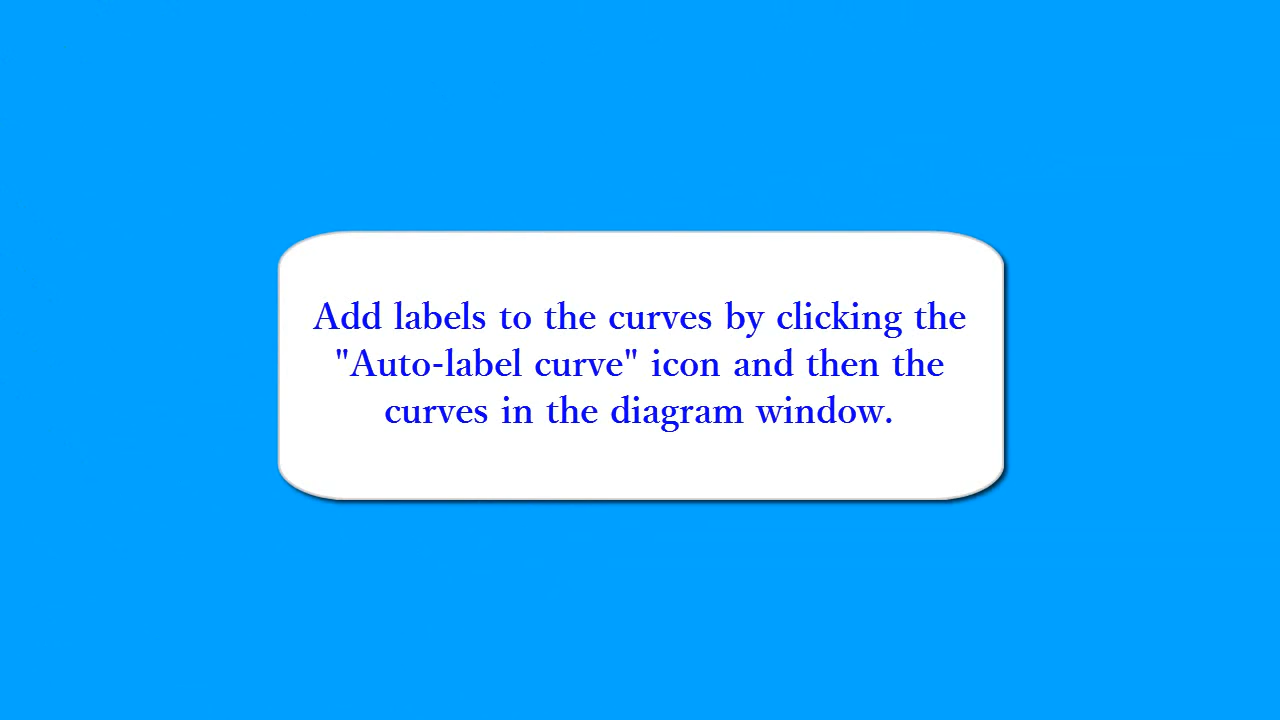 Add labels to the curves by clicking the
"Auto-label curve" icon and then the
curves in the diagram window.